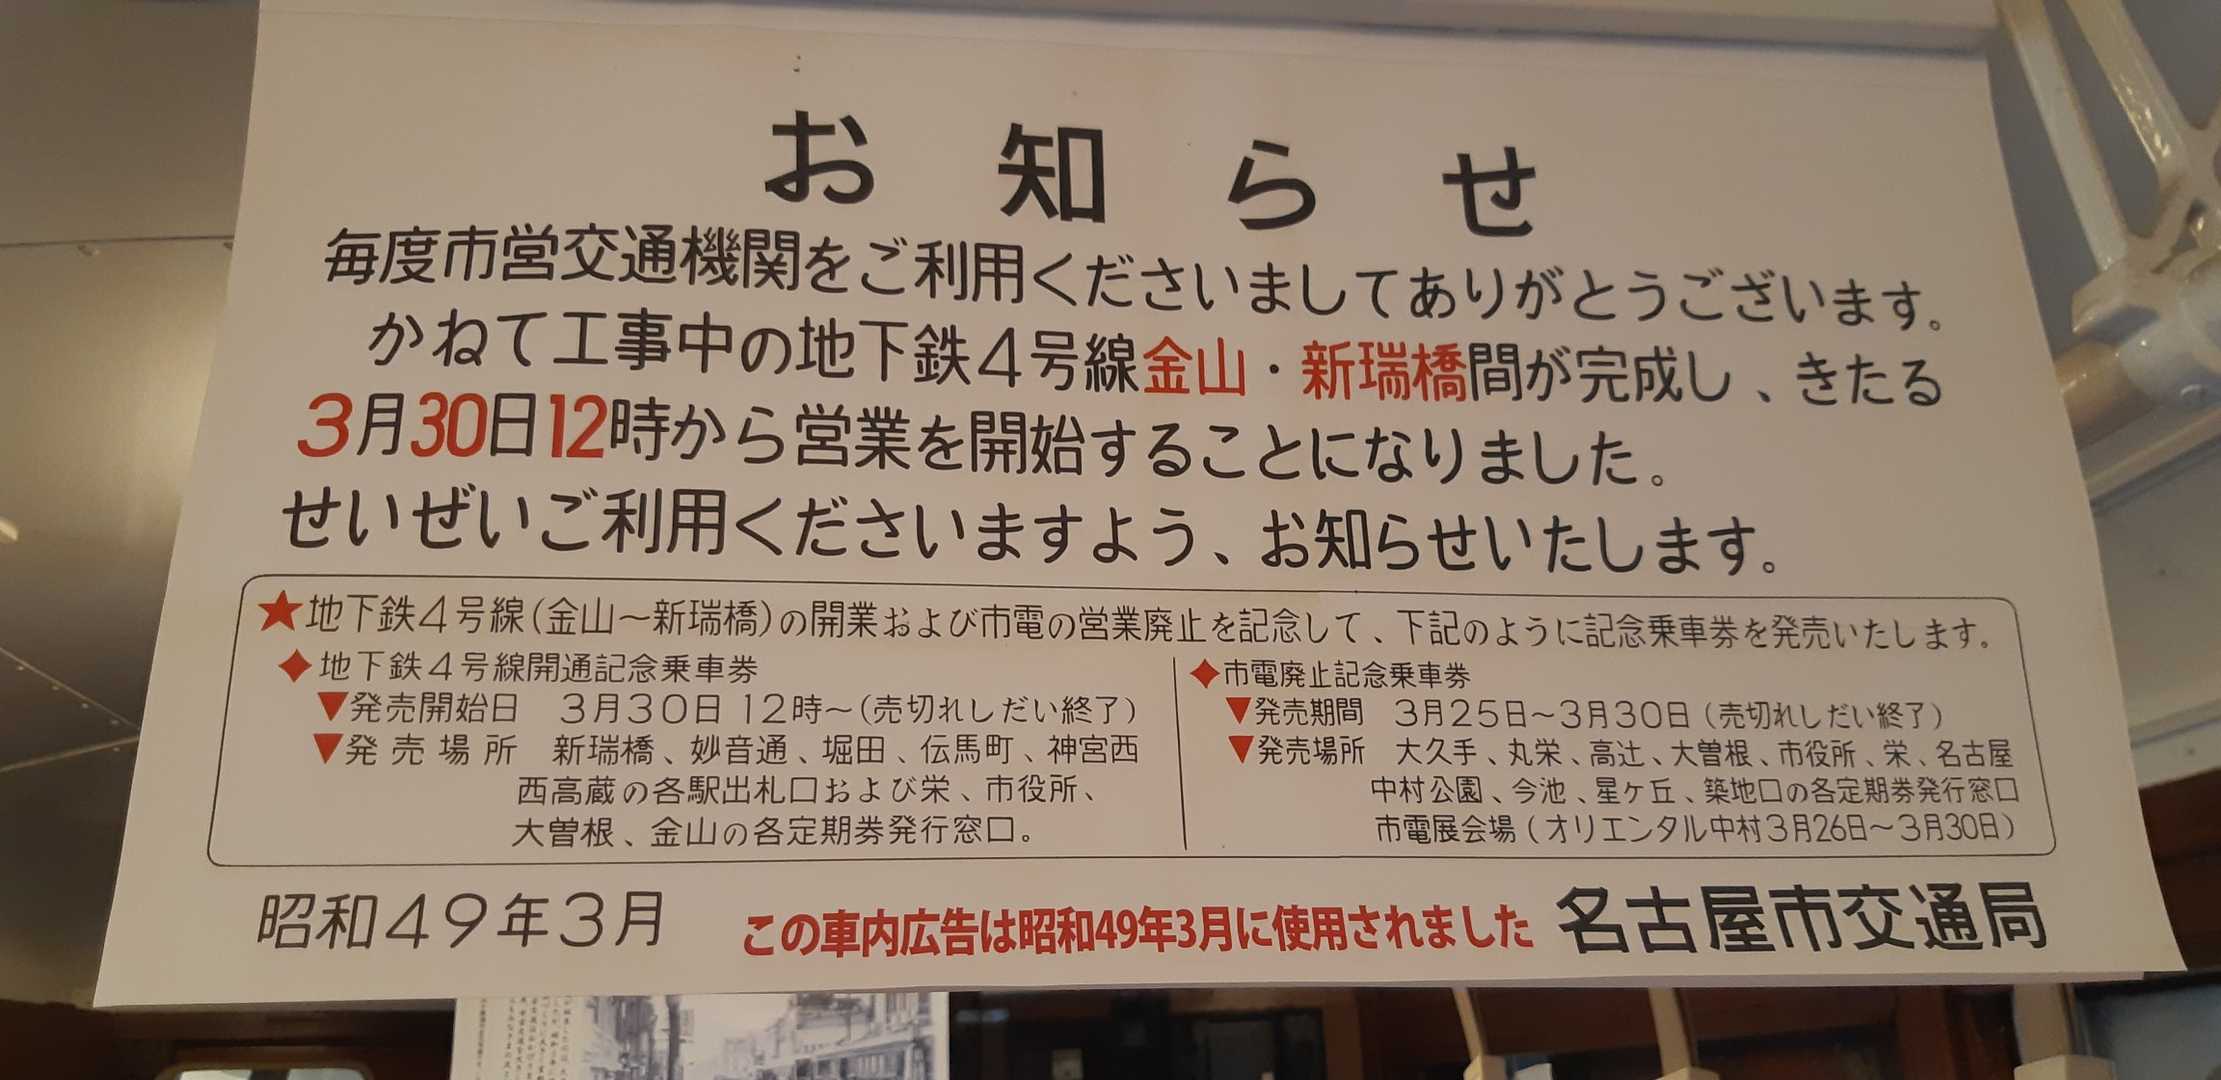 お知らせ
毎度市営交通機関をご利用くださいましてありがとうございます。
かねて工事中の地下鉄4号線金山・新瑞橋間が完成し、きたる
3月30日12時から営業を開始することになりました。
せいぜいご利用くださいますよう、お知らせいたします。
★地下鉄4号線(金山〜新瑞橋)の開業および市電の営業廃止を記念して、下記のように記念乗車券を発売いたします。
◆地下鉄4号線開通記念乗車券
▼発売開始日 3月30日12時〜(売切れしだい終了)
▼発売場所 新瑞橋、妙音通、堀田、伝馬町、神宮西
西高蔵の各駅出札口および栄、市役所、
大曽根、金山の各定期券発行窓口。
◆市電廃止記念乗車券
▼発売期間 3月25日〜3月30日(売切れしだい終了)
▼発売場所 大久手、丸栄、高辻、大曽根、市役所、栄、名古屋
中村公園、今池、星ヶ丘、築地口の各定期券発行窓口
市電展会場(オリエンタル中村3月26日〜3月30日)
昭和49年3月
この車内広告は昭和49年3月に使用されました
名古屋市交通局